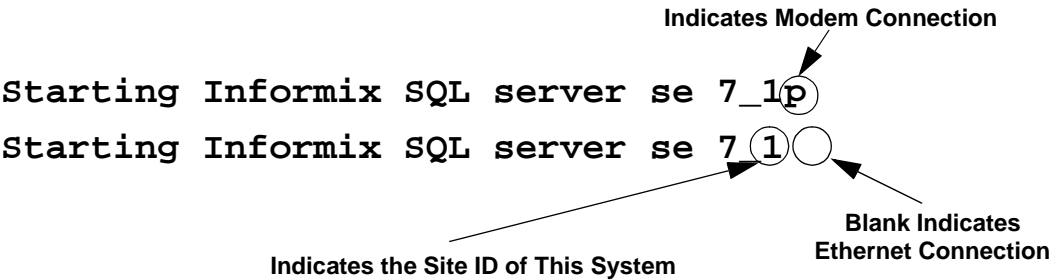 Indicates Modem Connection
Starting Informix SQL server se 7_1p
Starting Informix SQL server se 7_1
Blank Indicates
Ethernet Connection
Indicates the Site ID of This System